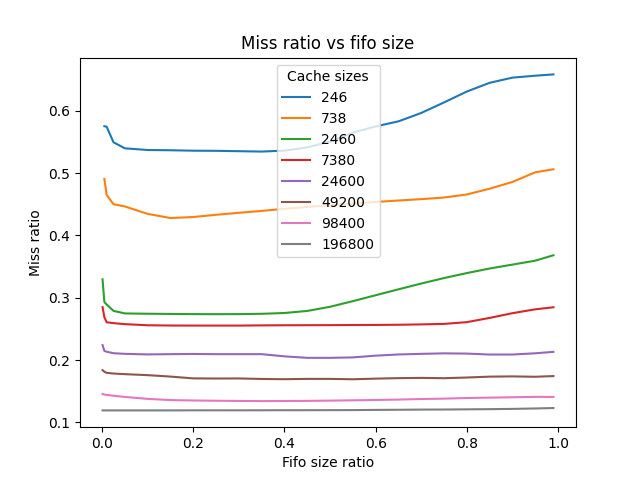 Miss ratio vs fifo size
Cache sizes
246
738
2460
7380
24600
49200
98400
196800
Miss ratio
0.6
0.5
0.4
0.3
0.2
0.1
0.0 0.2 0.4 0.6 0.8 1.0
Fifo size ratio